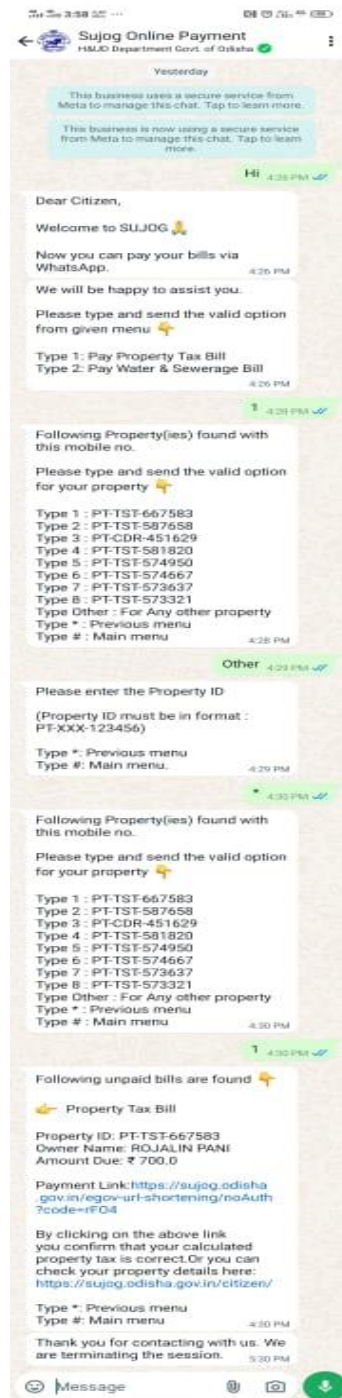 3:58
Sujog Online Payment
H&UD Department Govt. of Odisha
Yesterday
This business uses a secure service from
Meta to manage this chat. Tap to learn more.
This business is now using a secure service
from Meta to manage this chat. Tap to learn
more.
Hi 4:26 PM
Dear Citizen,
Welcome to SUJOG
Now you can pay your bills via
WhatsApp. 4:26 PM
We will be happy to assist you.
Please type and send the valid option
from given menu
Type 1: Pay Property Tax Bill
Type 2: Pay Water & Sewerage Bill
4:26 PM
1 4:28 PM
Following Property(ies) found with
this mobile no.
Please type and send the valid option
for your property
Type 1 : PT-TST-667583
Type 2 : PT-TST-587658
Type 3 : PT-CDR-451629
Type 4 : PT-TST-581820
Type 5 : PT-TST-574950
Type 6 : PT-TST-574667
Type 7 : PT-TST-573637
Type 8 : PT-TST-573321
Type Other : For Any other property
Type * : Previous menu
Type # : Main menu 4:28 PM
Other 4:29 PM
Please enter the Property ID
(Property ID must be in format :
PT-XXX-123456)
Type *: Previous menu
Type #: Main menu. 4:29 PM
* 4:30 PM
Following Property(ies) found with
this mobile no.
Please type and send the valid option
for your property
Type 1 : PT-TST-667583
Type 2 : PT-TST-587658
Type 3 : PT-CDR-451629
Type 4 : PT-TST-581820
Type 5 : PT-TST-574950
Type 6 : PT-TST-574667
Type 7 : PT-TST-573637
Type 8 : PT-TST-573321
Type Other : For Any other property
Type * : Previous menu
Type # : Main menu 4:30 PM
1 4:30 PM
Following unpaid bills are found
Property Tax Bill
Property ID: PT-TST-667583
Owner Name: ROJALIN PANI
Amount Due: ₹ 700.0
Payment Link:https://sujog.odisha
.gov.in/egov-url-shortening/noAuth
?code=rFO4
By clicking on the above link
you confirm that your calculated
property tax is correct.Or you can
check your property details here:
https://sujog.odisha.gov.in/citizen/
Type *: Previous menu
Type #: Main menu 4:30 PM
Thank you for contacting with us. We
are terminating the session. 5:30 PM
Message